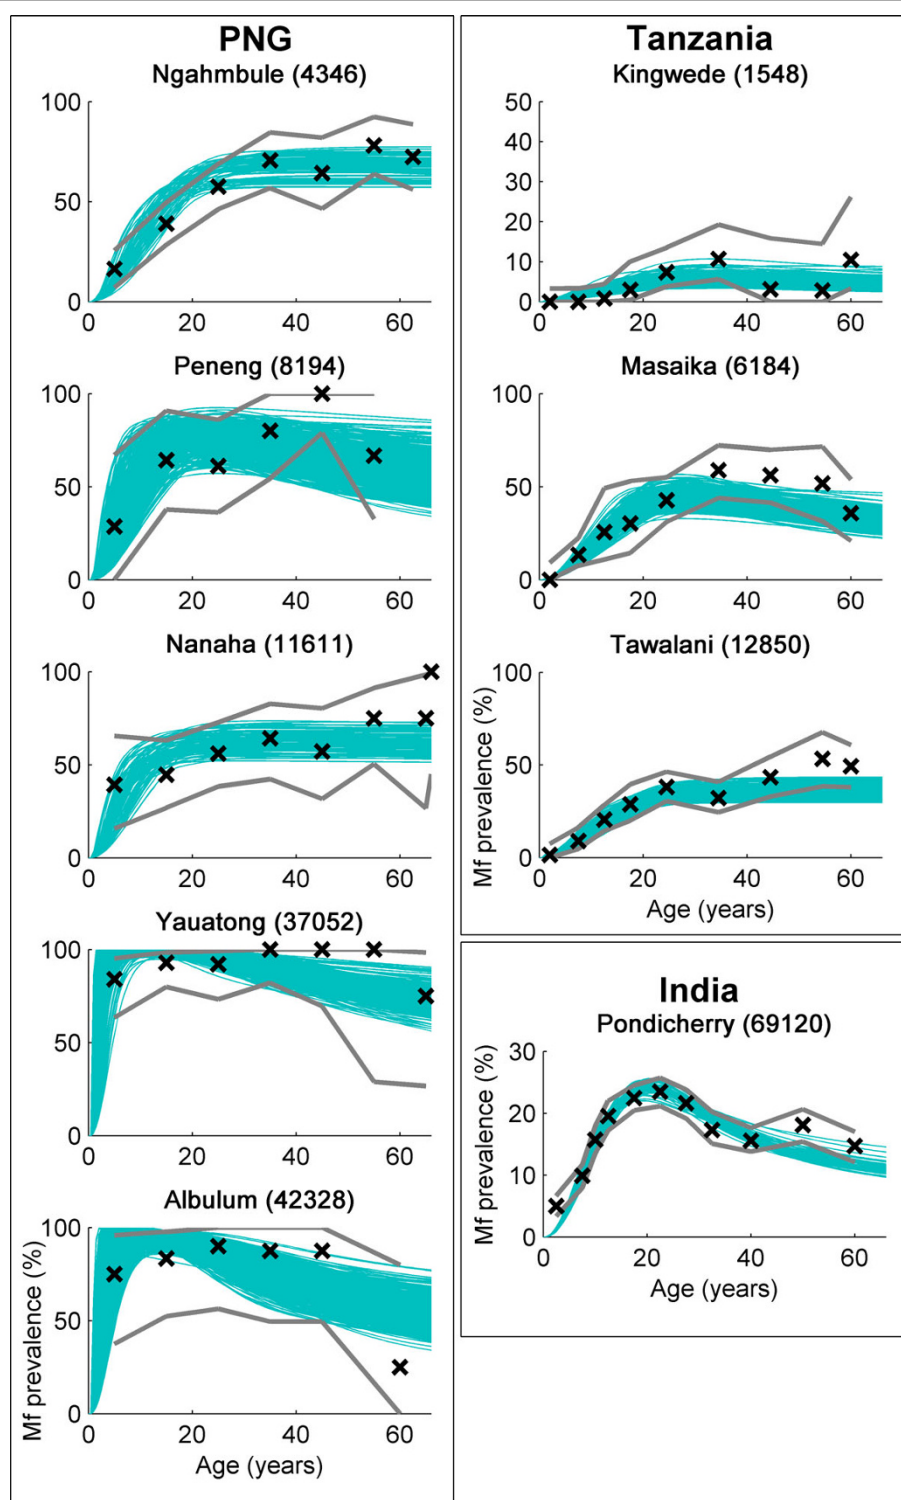 PNG
Ngahmbule (4346)
100
50
0
0 20 40 60
Peneng (8194)
100
50
0
0 20 40 60
Nanaha (11611)
100
50
0
0 20 40 60
Yauatong (37052)
100
50
0
0 20 40 60
Albulum (42328)
100
50
0
Mf prevalence (%)
0 20 40 60
Age (years)
Tanzania
Kingwede (1548)
50
40
30
20
10
0
0 20 40 60
Masaika (6184)
100
50
0
0 20 40 60
Tawalani (12850)
100
50
0
Mf prevalence (%)
0 20 40 60
Age (years)
India
Pondicherry (69120)
30
20
10
0
Mf prevalence (%)
0 20 40 60
Age (years)